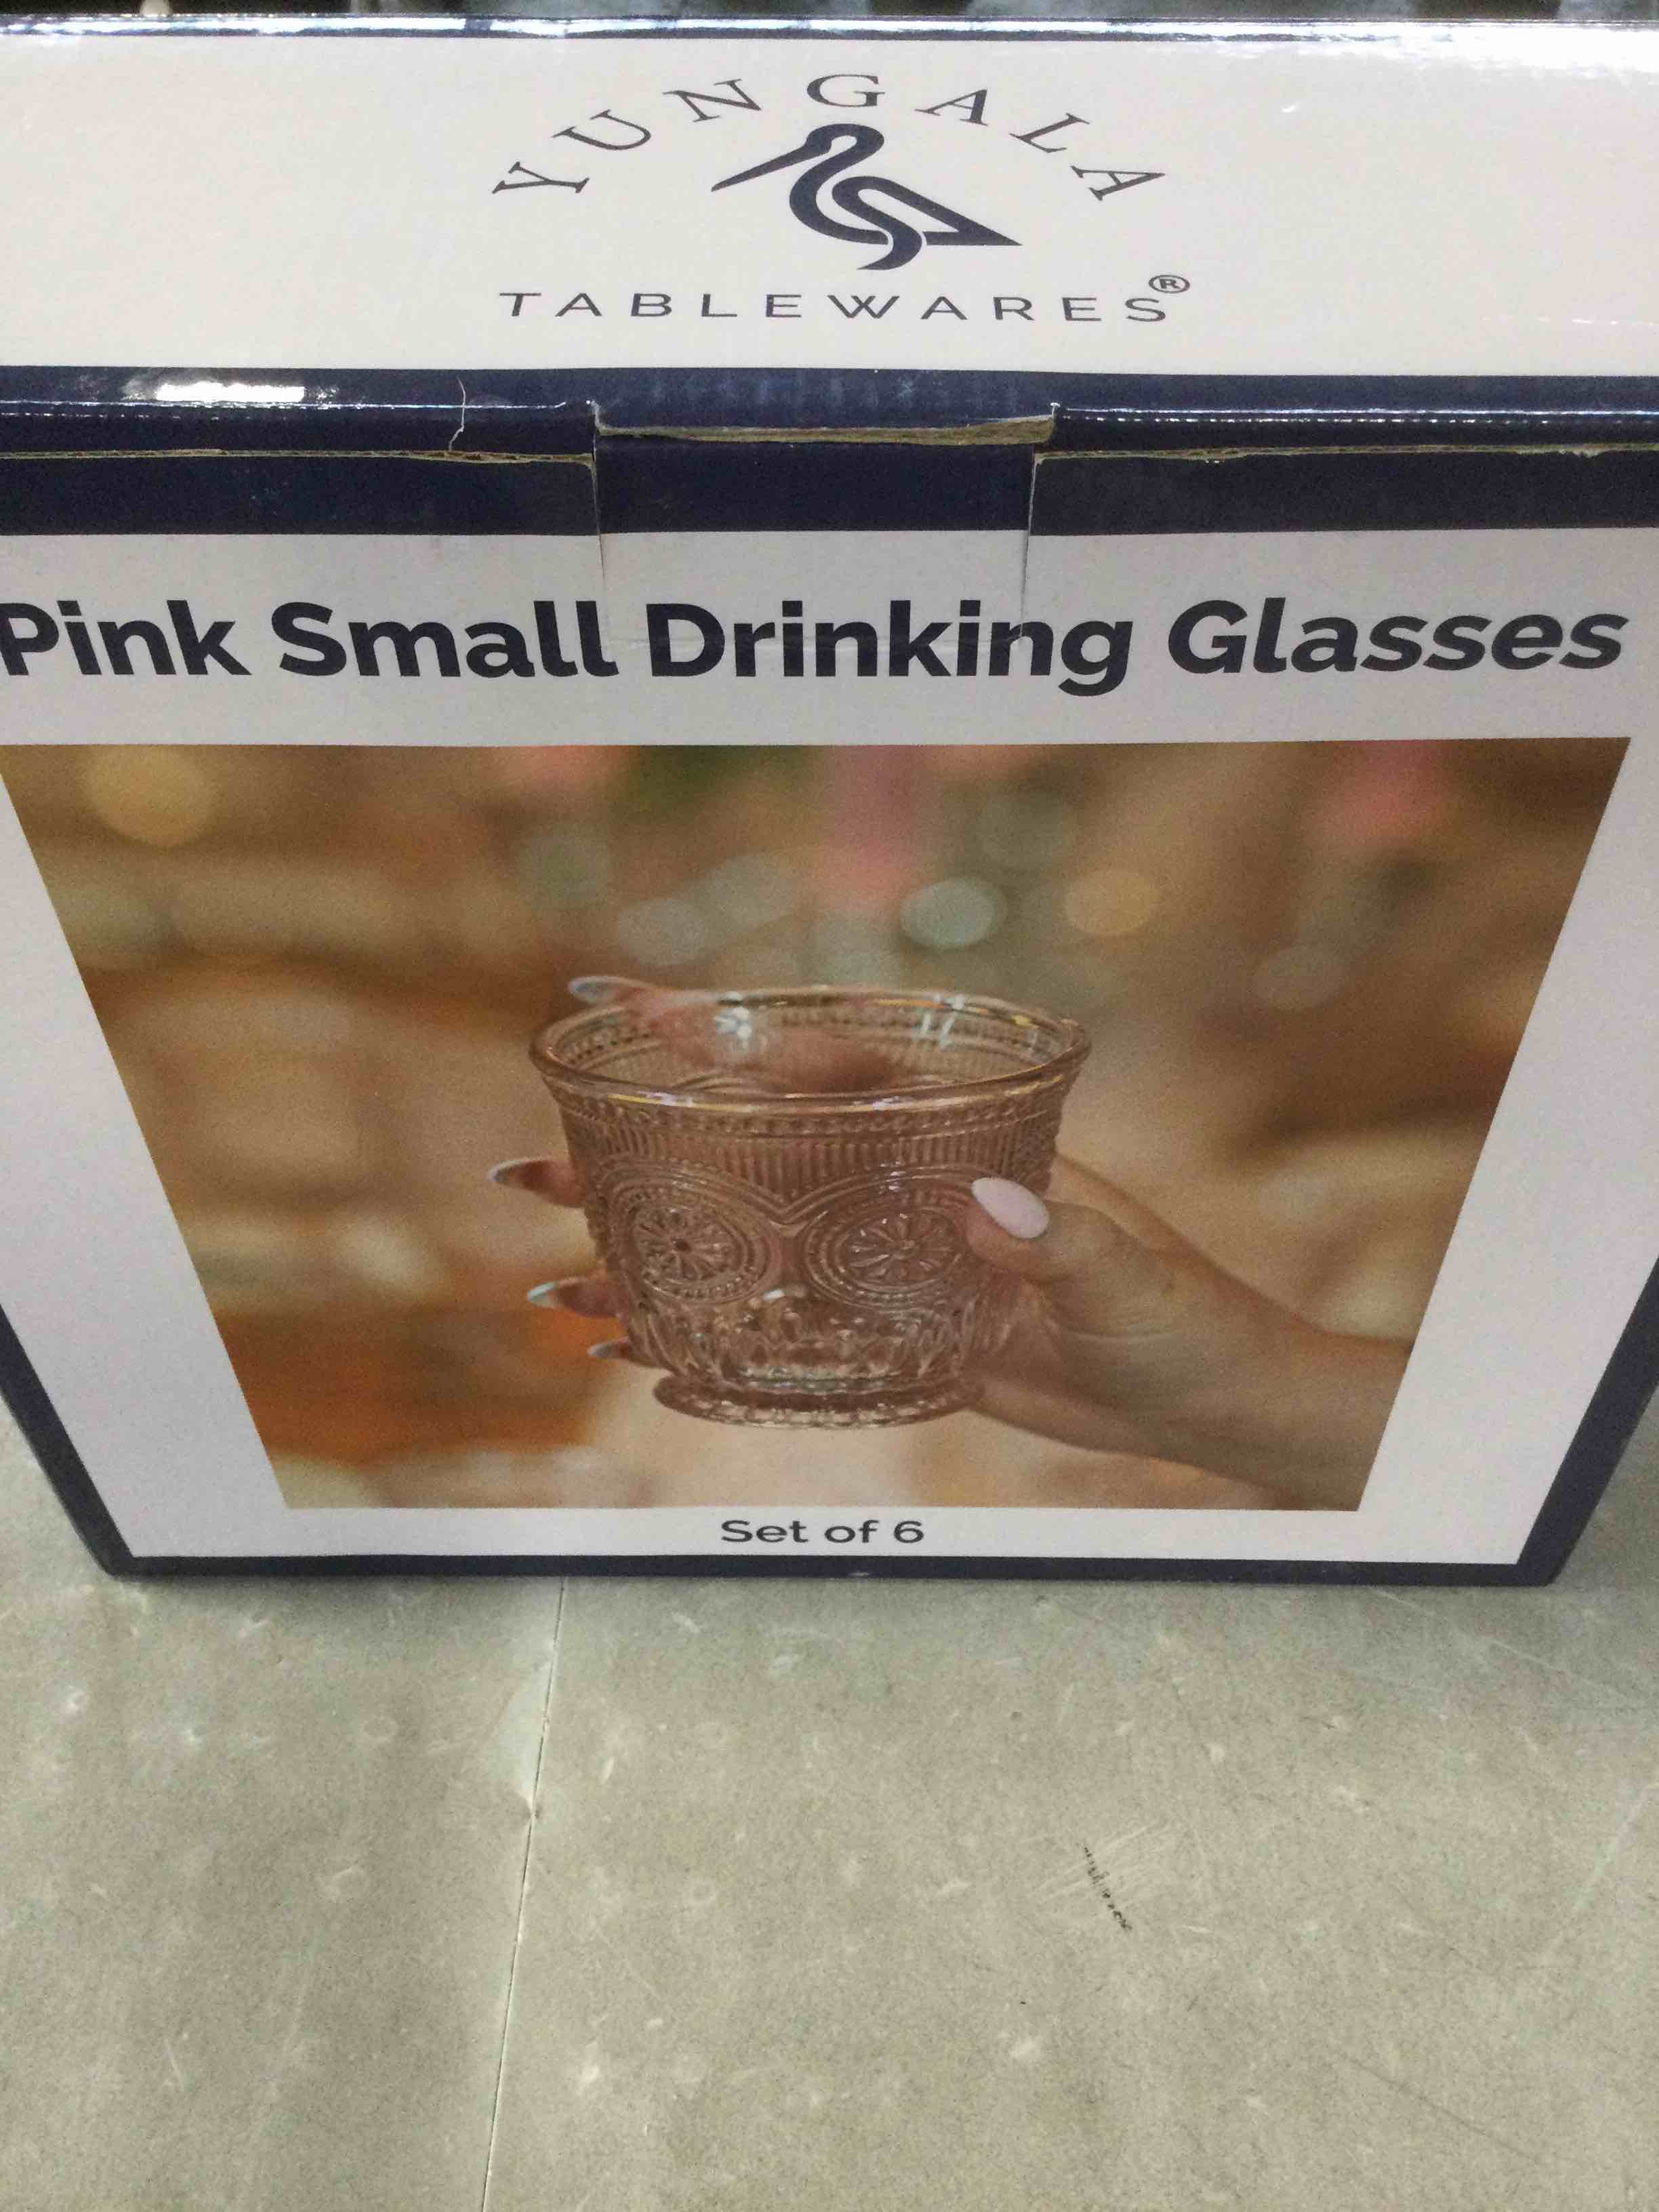 YUNGALA
TABLEWARES®
Pink Small Drinking Glasses
Set of 6